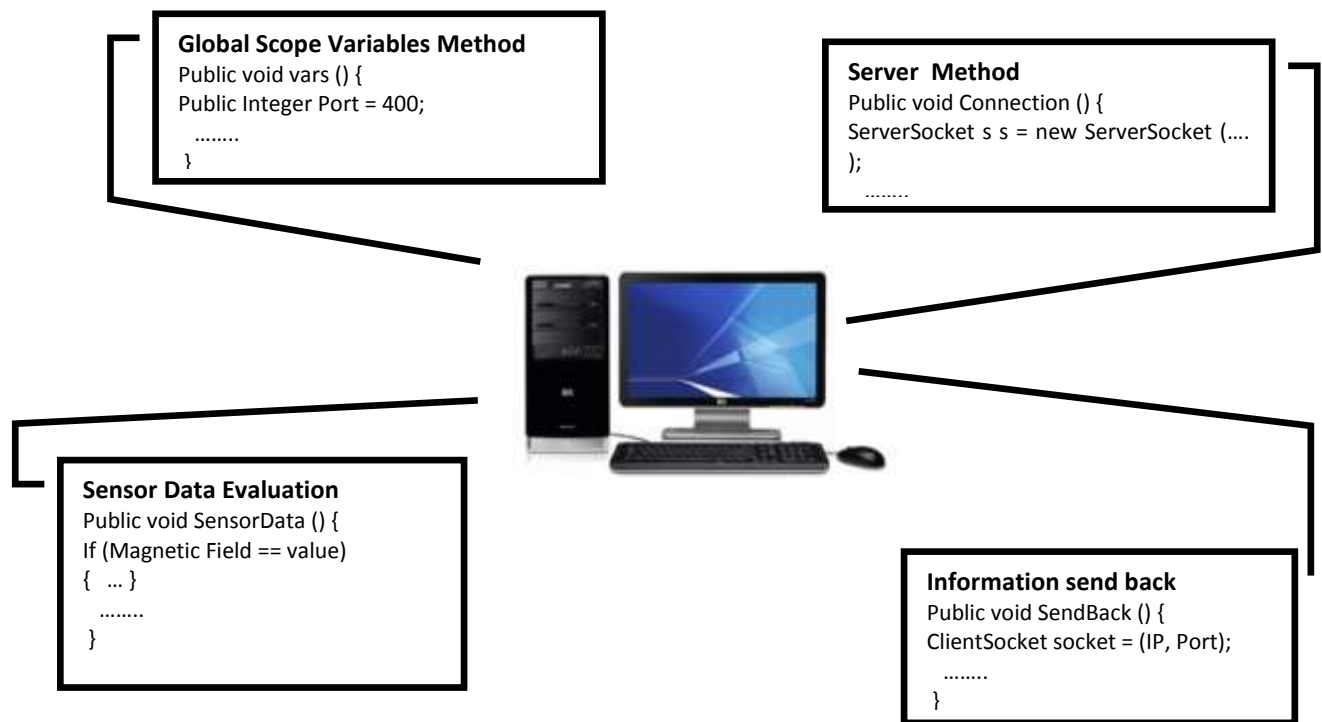 Global Scope Variables Method
Public void vars () {
Public Integer Port = 400;
........
}
Server Method
Public void Connection () {
ServerSocket s s = new ServerSocket (....
);
........
Sensor Data Evaluation
Public void SensorData () {
If (Magnetic Field == value)
{ ... }
........
}
Information send back
Public void SendBack () {
ClientSocket socket = (IP, Port);
........
}